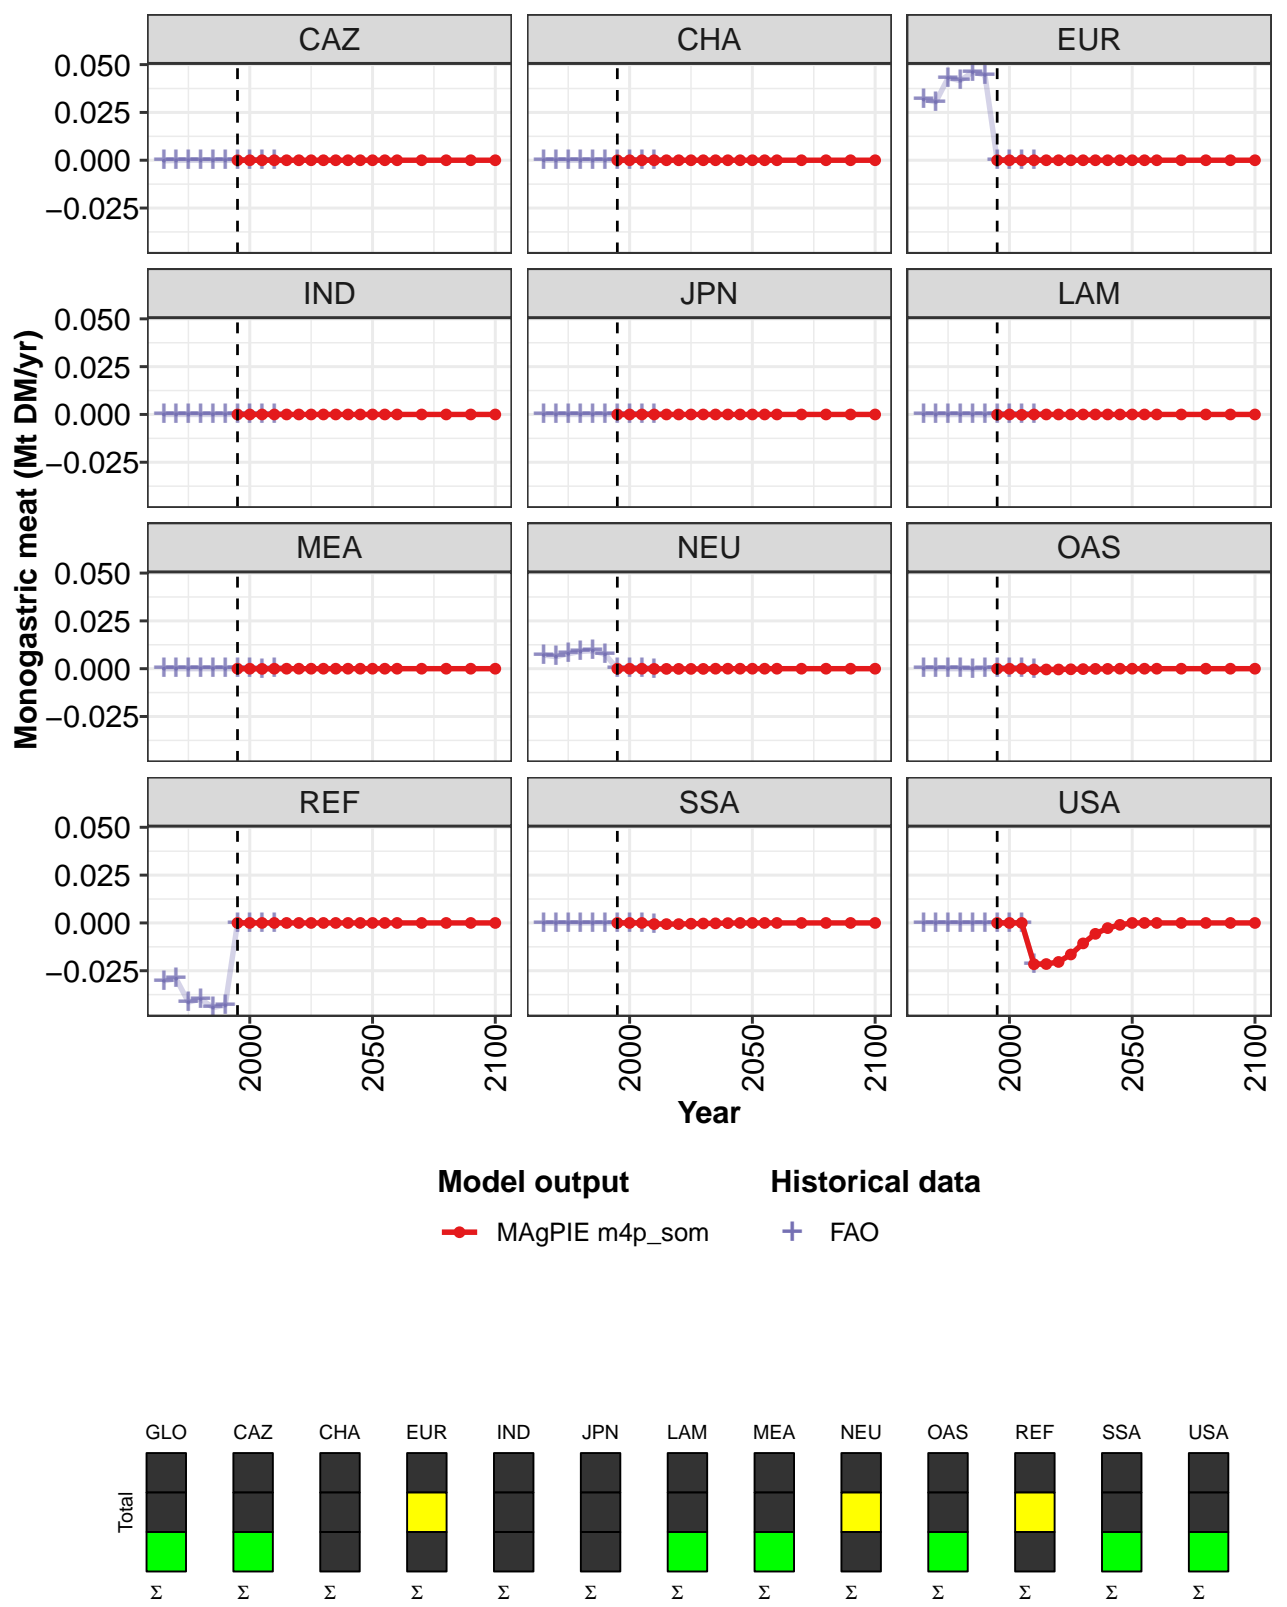 CAZ CHA EUR
0.050
0.025
0.000
−0.025
IND JPN LAM
0.050
0.025
0.000
−0.025
MEA NEU OAS
0.050
0.025
0.000
−0.025
REF SSA USA
0.050
0.025
0.000
−0.025
Monogastric meat (Mt DM/yr)
2000 2050 2100 2000 2050 2100 2000 2050 2100
Year
Model output Historical data
MAgPIE m4p_som FAO
GLO CAZ CHA EUR IND JPN LAM MEA NEU OAS REF SSA USA
Total
Σ Σ Σ Σ Σ Σ Σ Σ Σ Σ Σ Σ Σ